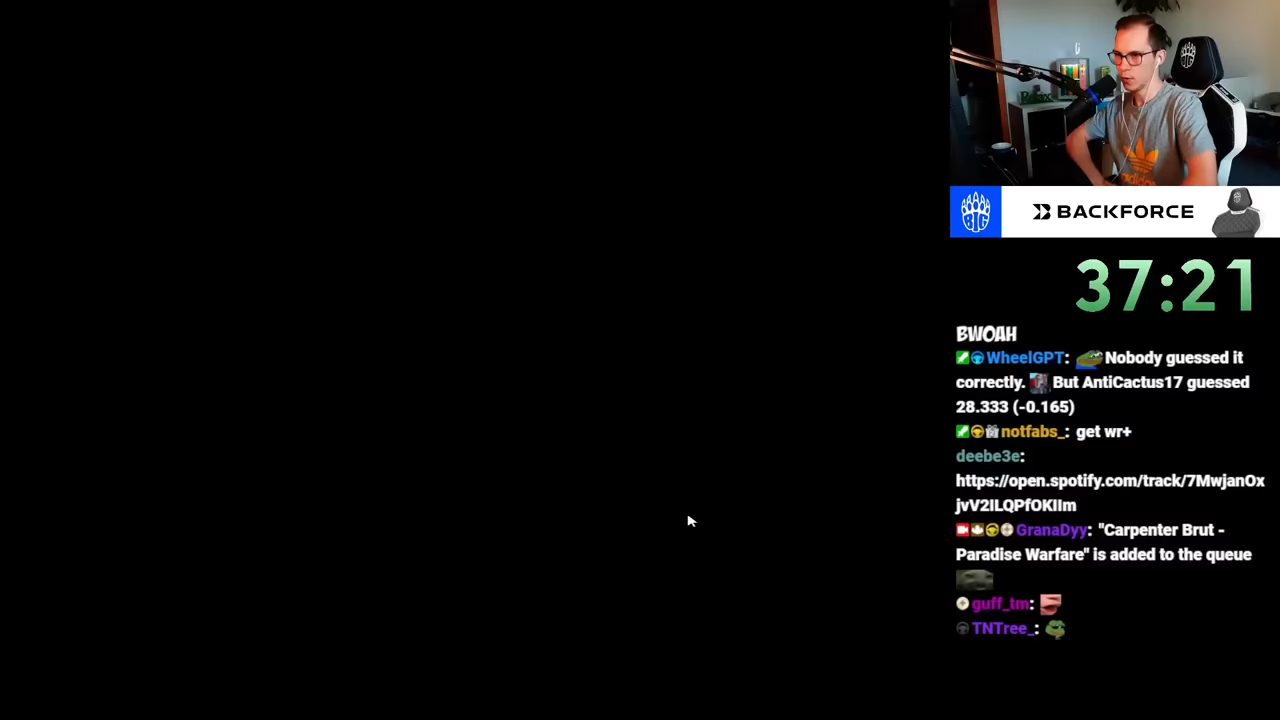 BACKFORCE
BIG
37:21
BWOAH
WheelGPT: Nobody guessed it
correctly. But AntiCactus17 guessed
28.333 (-0.165)
notfabs_: get wr+
deebe3e:
https://open.spotify.com/track/7MwjanOx
jvV2ILQPfOKIIm
GranaDyy: "Carpenter Brut -
Paradise Warfare" is added to the queue
guff_tm:
TNTree_: